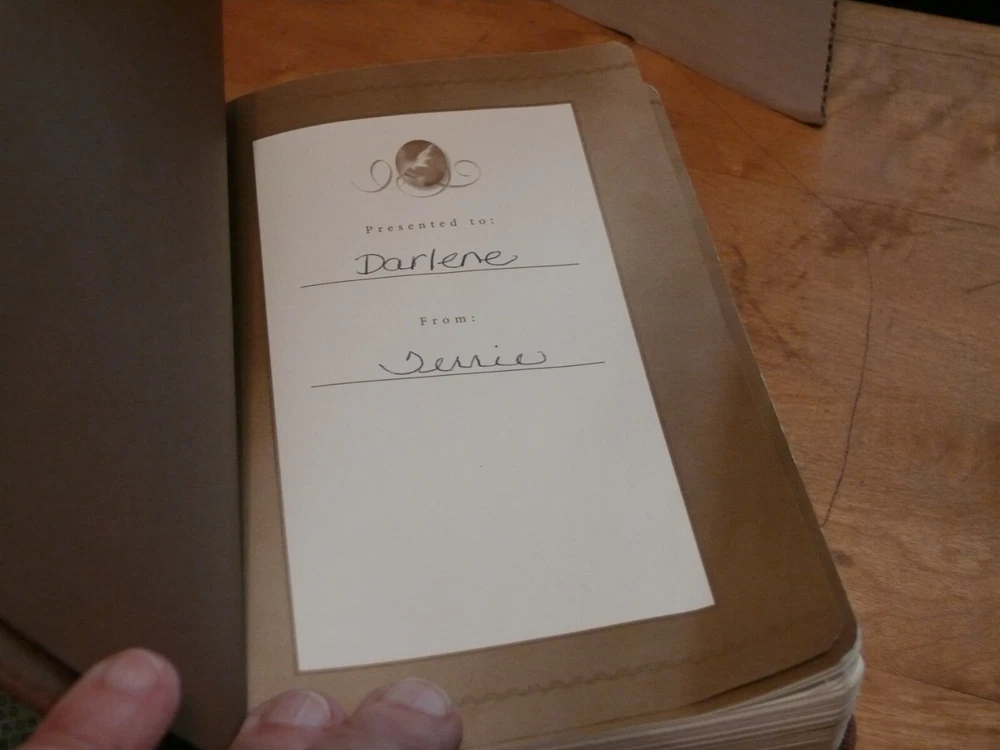 Presented to:
Darlene
From:
Terrie